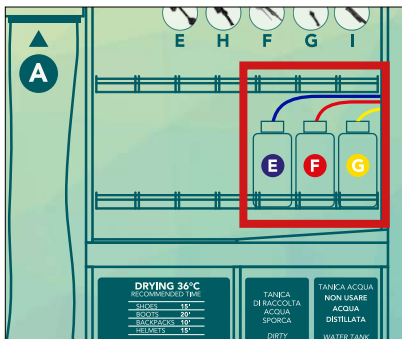 E H F G I
A
E F G
DRYING 36°C
RECOMMENDED TIME
SHOES 15'
BOOTS 20'
BACKPACKS 10'
HELMETS 15'
TANICA
DI RACCOLTA
ACQUA
SPORCA
DIRTY
TANICA ACQUA
NON USARE
ACQUA
DISTILLATA
WATER TANK